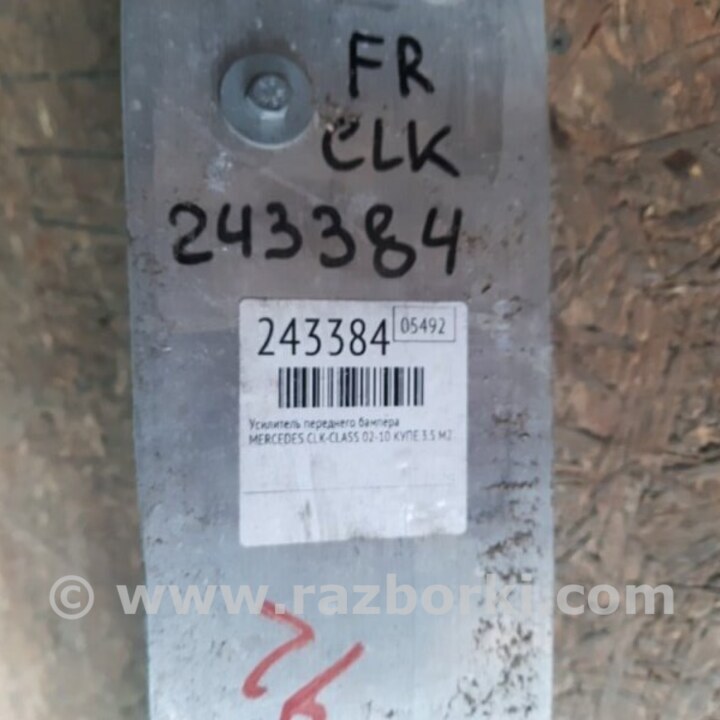 FR
CLK
243384
243384
05492
Усилитель переднего бампера
MERCEDES CLK-CLASS 02-10 КУПЕ 3.5 M2
© www.razborki.com